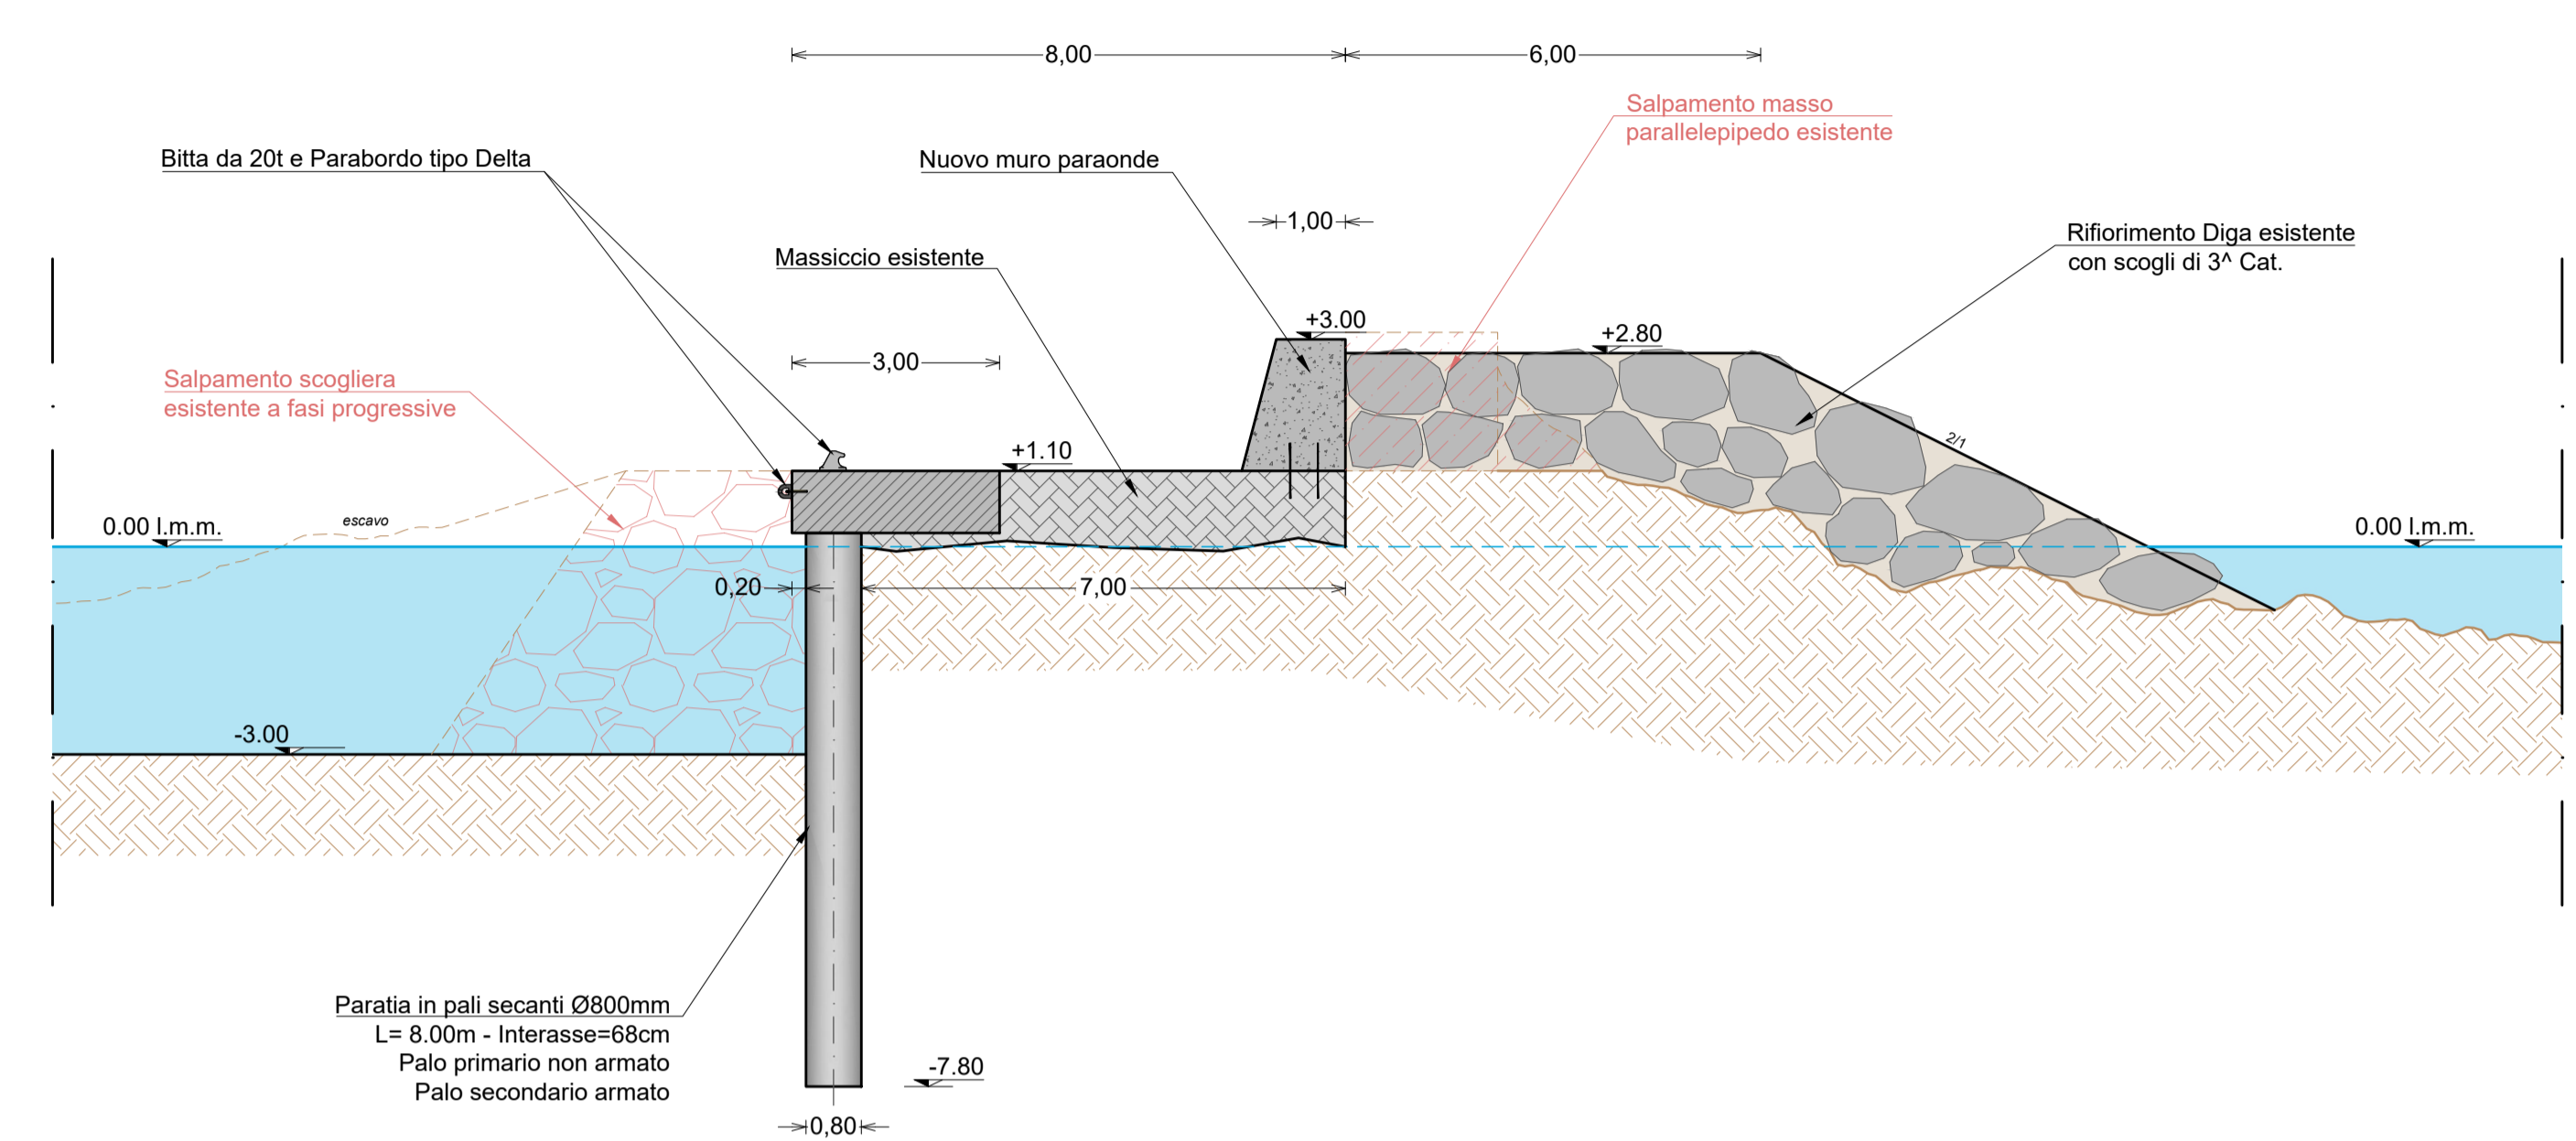 8,00
6,00
Salpamento masso
parallelepipedo esistente
Bitta da 20t e Parabordo tipo Delta
Nuovo muro paraonde
1,00
Rifiorimento Diga esistente
con scogli di 3^ Cat.
Massiccio esistente
+3.00
+2.80
3,00
Salpamento scogliera
esistente a fasi progressive
+1.10
2/1
escavo
0.00 l.m.m.
0.00 l.m.m.
0,20
7,00
-3.00
Paratia in pali secanti Ø800mm
L= 8.00m - Interasse=68cm
Palo primario non armato
Palo secondario armato
-7.80
0,80